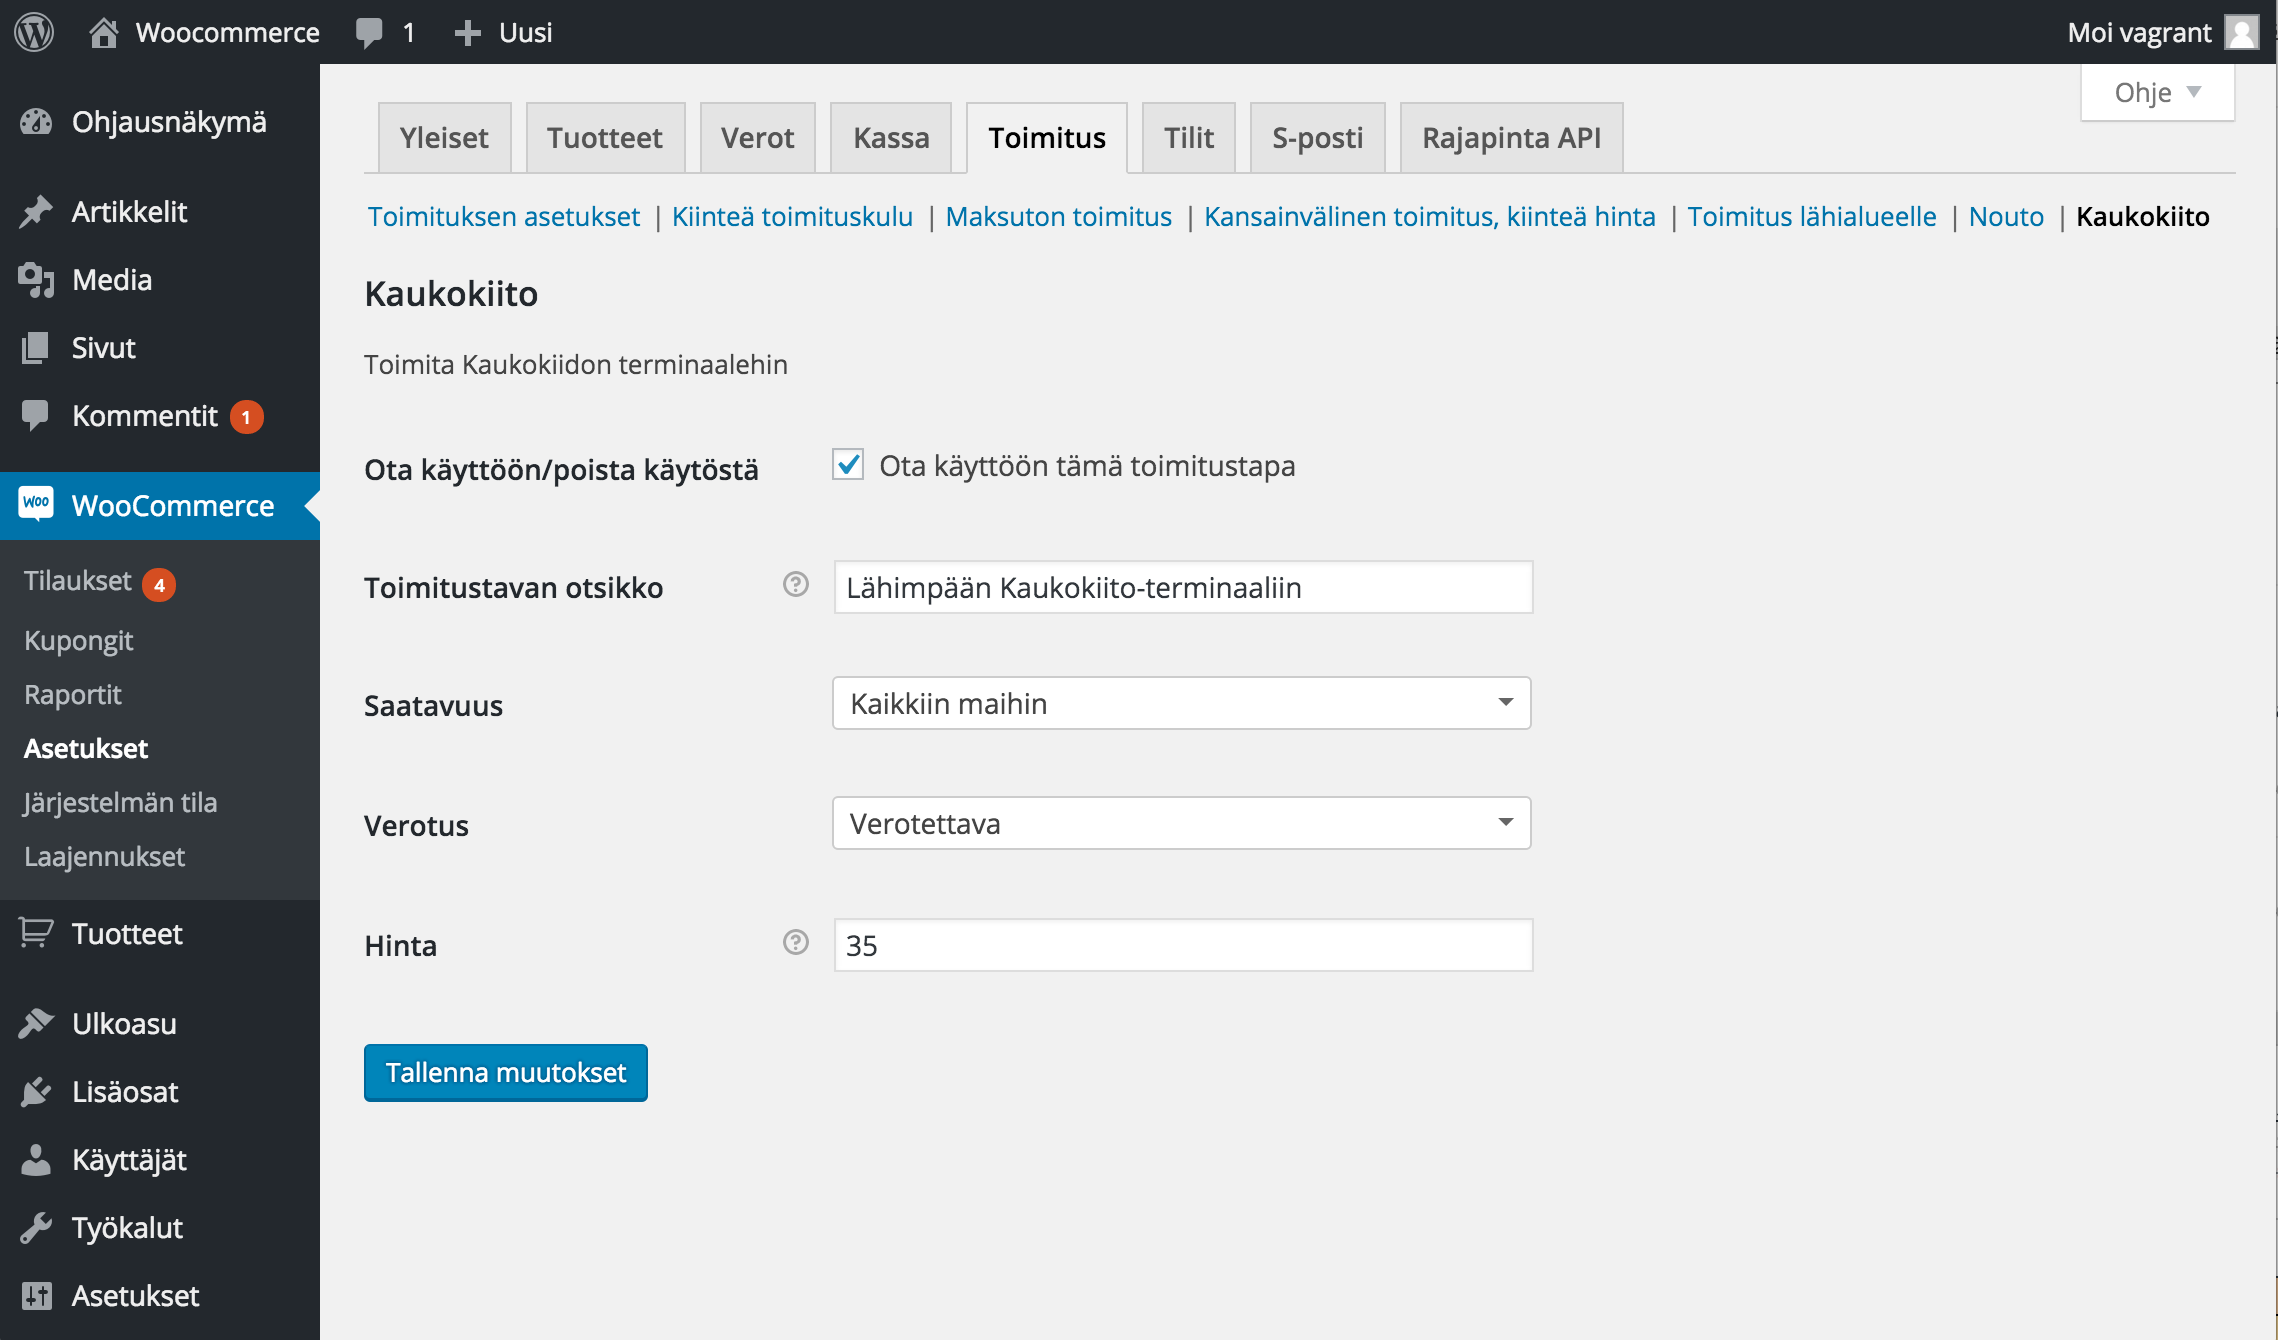 Woocommerce 1 Uusi Moi vagrant
Ohje
Ohjausnäkymä
Artikkelit
Media
Sivut
Kommentit 1
WOO WooCommerce
Tilaukset 4
Kupongit
Raportit
Asetukset
Järjestelmän tila
Laajennukset
Tuotteet
Ulkoasu
Lisäosat
Käyttäjät
Työkalut
Asetukset
Yleiset Tuotteet Verot Kassa Toimitus Tilit S-posti Rajapinta API
Toimituksen asetukset | Kiinteä toimituskulu | Maksuton toimitus | Kansainvälinen toimitus, kiinteä hinta | Toimitus lähialueelle | Nouto | Kaukokiito
Kaukokiito
Toimita Kaukokiidon terminaalehin
Ota käyttöön/poista käytöstä Ota käyttöön tämä toimitustapa
Toimitustavan otsikko ? Lähimpään Kaukokiito-terminaaliin
Saatavuus Kaikkiin maihin
Verotus Verotettava
Hinta ? 35
Tallenna muutokset